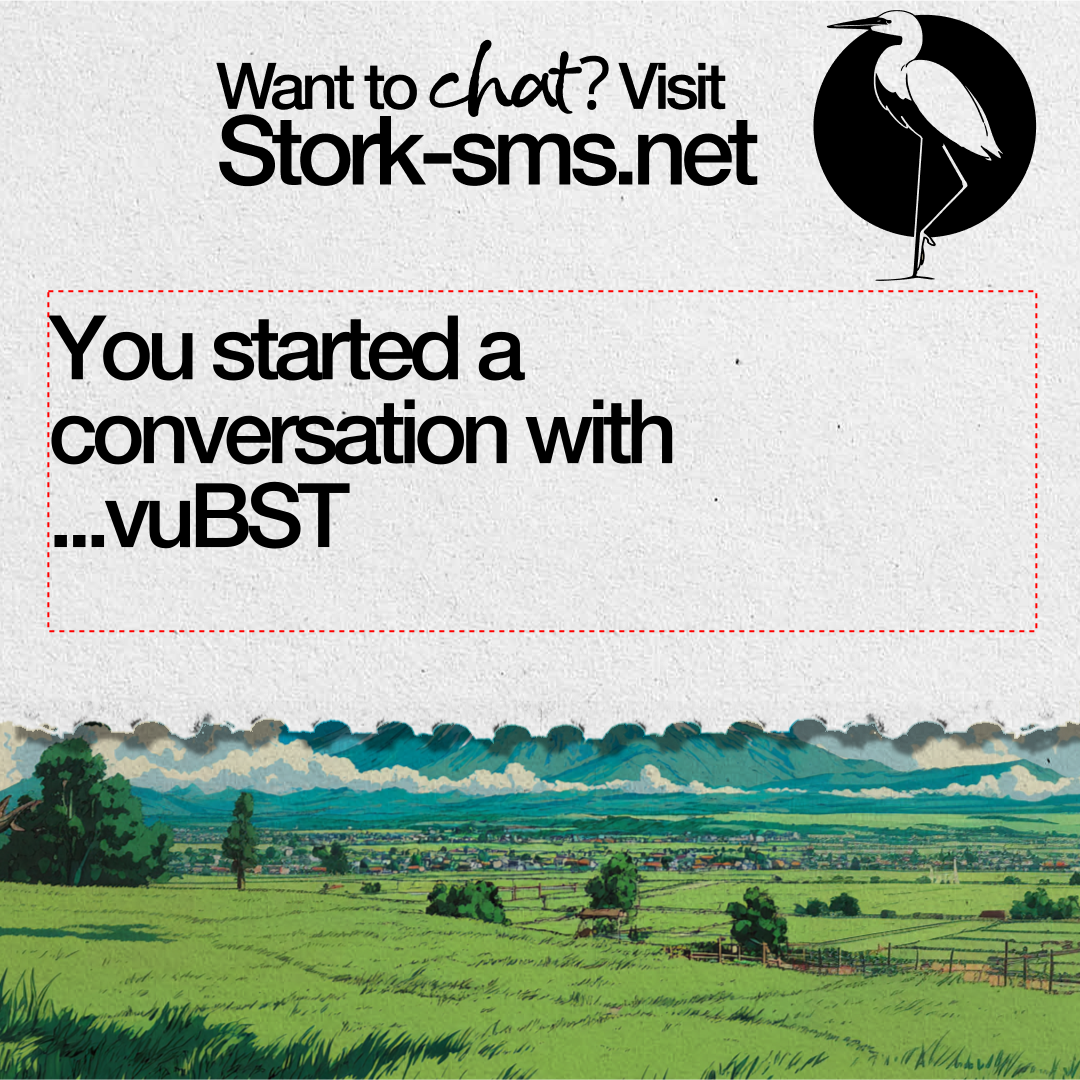 Want to chat? Visit
Stork-sms.net
You started a
conversation with
...vuBST